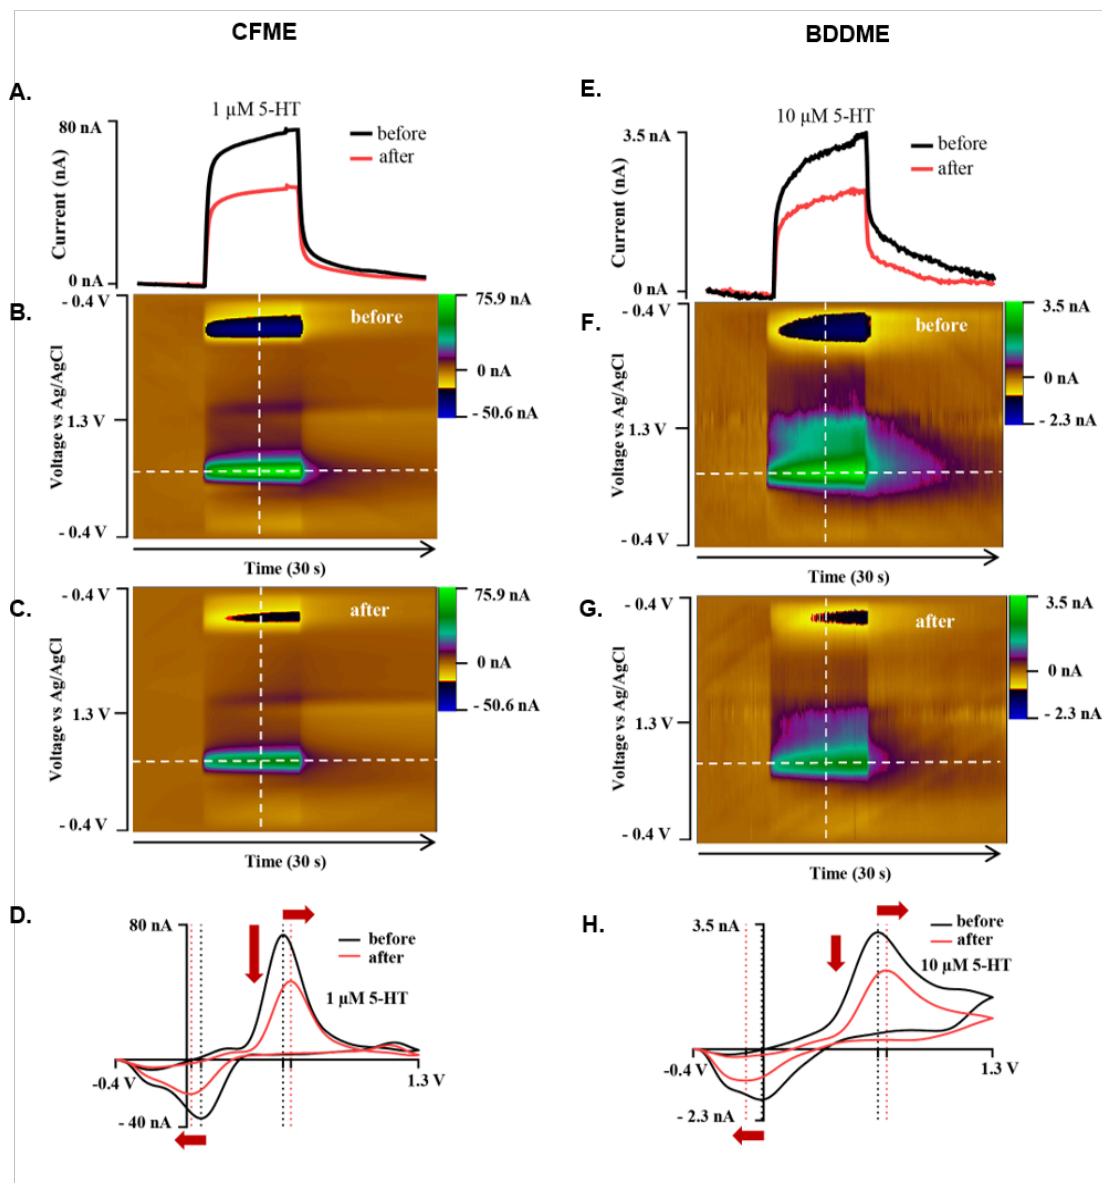 CFME
BDDME
A.
1 µM 5-HT
80 nA
before
after
Current (nA)
0 nA
B.
- 0.4 V
before
75.9 nA
0 nA
- 50.6 nA
1.3 V
Voltage vs Ag/AgCl
- 0.4 V
Time (30 s)
C.
- 0.4 V
after
75.9 nA
0 nA
- 50.6 nA
1.3 V
Voltage vs Ag/AgCl
- 0.4 V
Time (30 s)
D.
80 nA
before
after
1 µM 5-HT
-0.4 V
1.3 V
- 40 nA
E.
10 µM 5-HT
3.5 nA
before
after
Current (nA)
0 nA
F.
- 0.4 V
before
3.5 nA
0 nA
- 2.3 nA
1.3 V
Voltage vs Ag/AgCl
- 0.4 V
Time (30 s)
G.
- 0.4 V
after
3.5 nA
0 nA
- 2.3 nA
1.3 V
Voltage vs Ag/AgCl
- 0.4 V
Time (30 s)
H.
3.5 nA
before
after
10 µM 5-HT
-0.4 V
1.3 V
- 2.3 nA